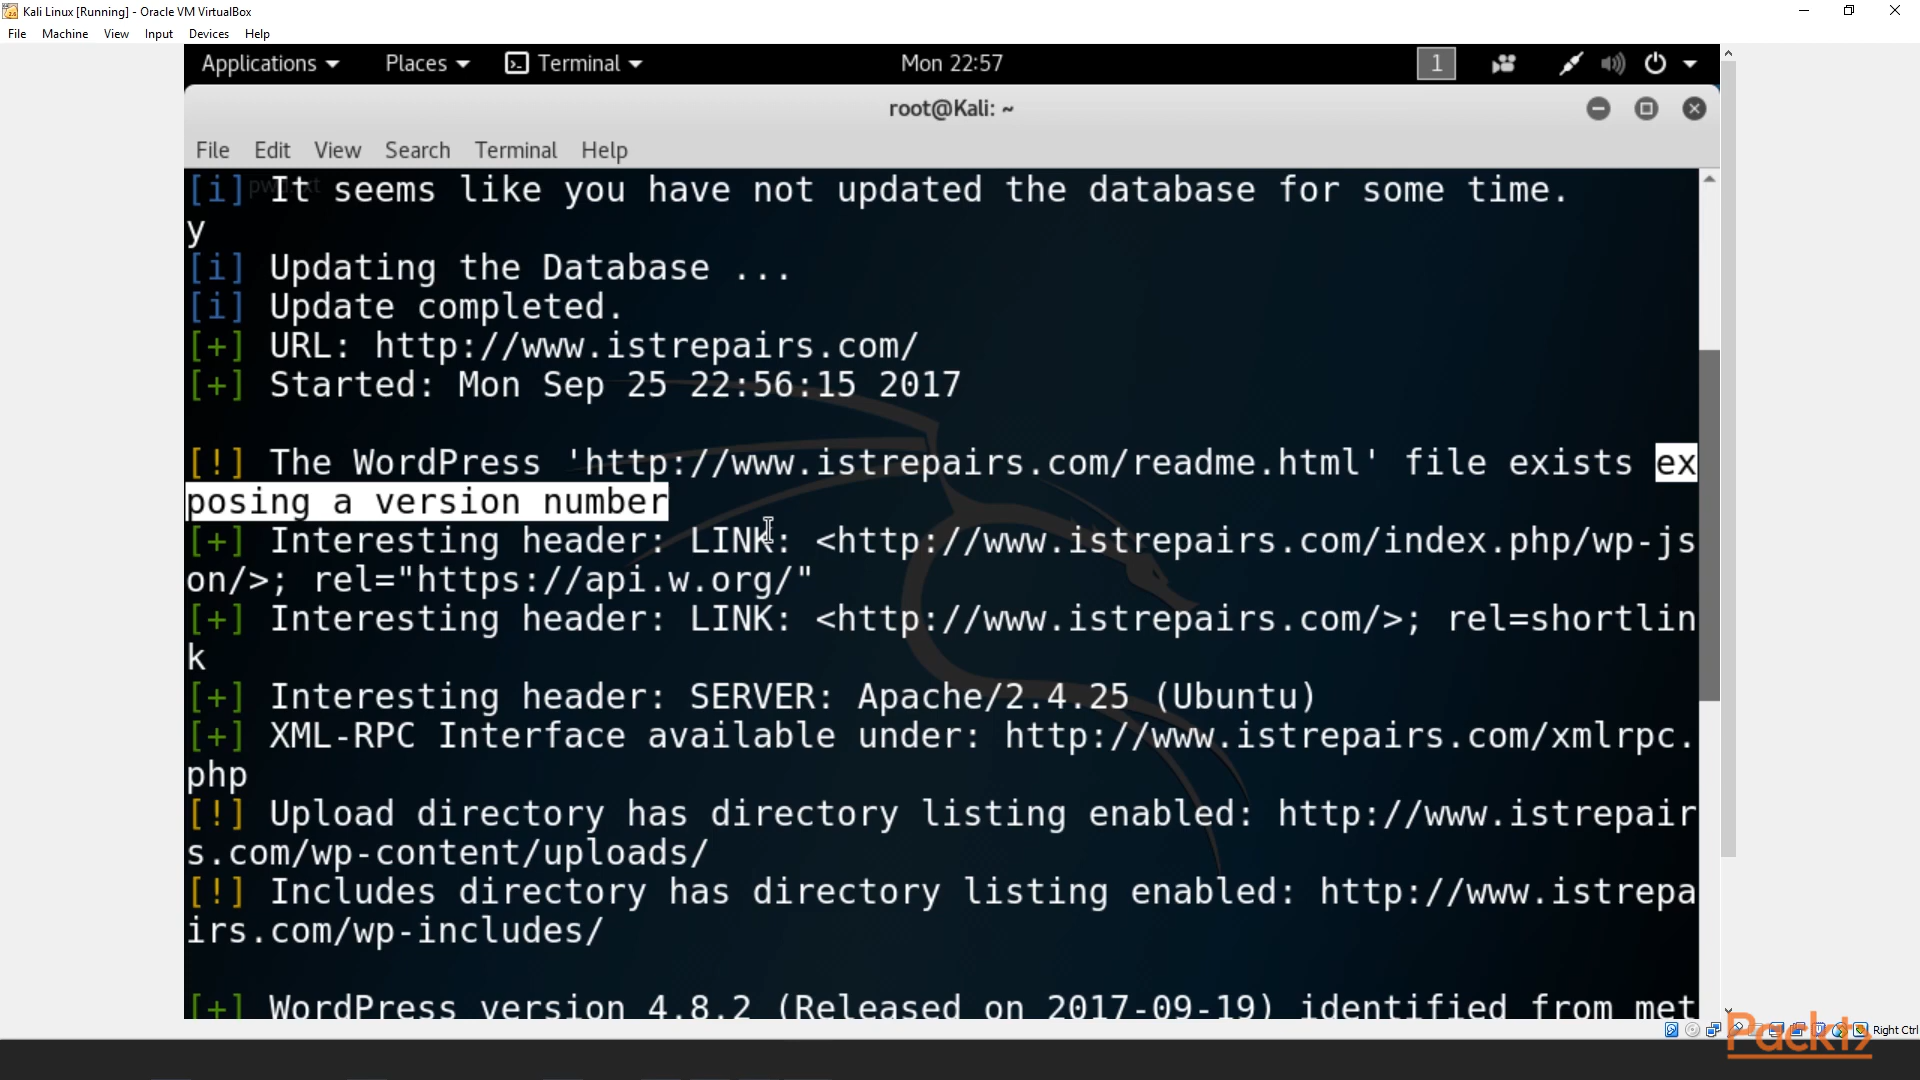 Kali Linux [Running] - Oracle VM VirtualBox
File Machine View Input Devices Help
Applications Places Terminal Mon 22:57 1
root@Kali: ~
File Edit View Search Terminal Help
[i] It seems like you have not updated the database for some time.
y
[i] Updating the Database ...
[i] Update completed.
[+] URL: http://www.istrepairs.com/
[+] Started: Mon Sep 25 22:56:15 2017
[!] The WordPress 'http://www.istrepairs.com/readme.html' file exists ex
posing a version number
[+] Interesting header: LINK: <http://www.istrepairs.com/index.php/wp-js
on/>; rel="https://api.w.org/"
[+] Interesting header: LINK: <http://www.istrepairs.com/>; rel=shortlin
k
[+] Interesting header: SERVER: Apache/2.4.25 (Ubuntu)
[+] XML-RPC Interface available under: http://www.istrepairs.com/xmlrpc.
php
[!] Upload directory has directory listing enabled: http://www.istrepair
s.com/wp-content/uploads/
[!] Includes directory has directory listing enabled: http://www.istrepa
irs.com/wp-includes/
[+] WordPress version 4.8.2 (Released on 2017-09-19) identified from met
Right Ctrl
Packt>